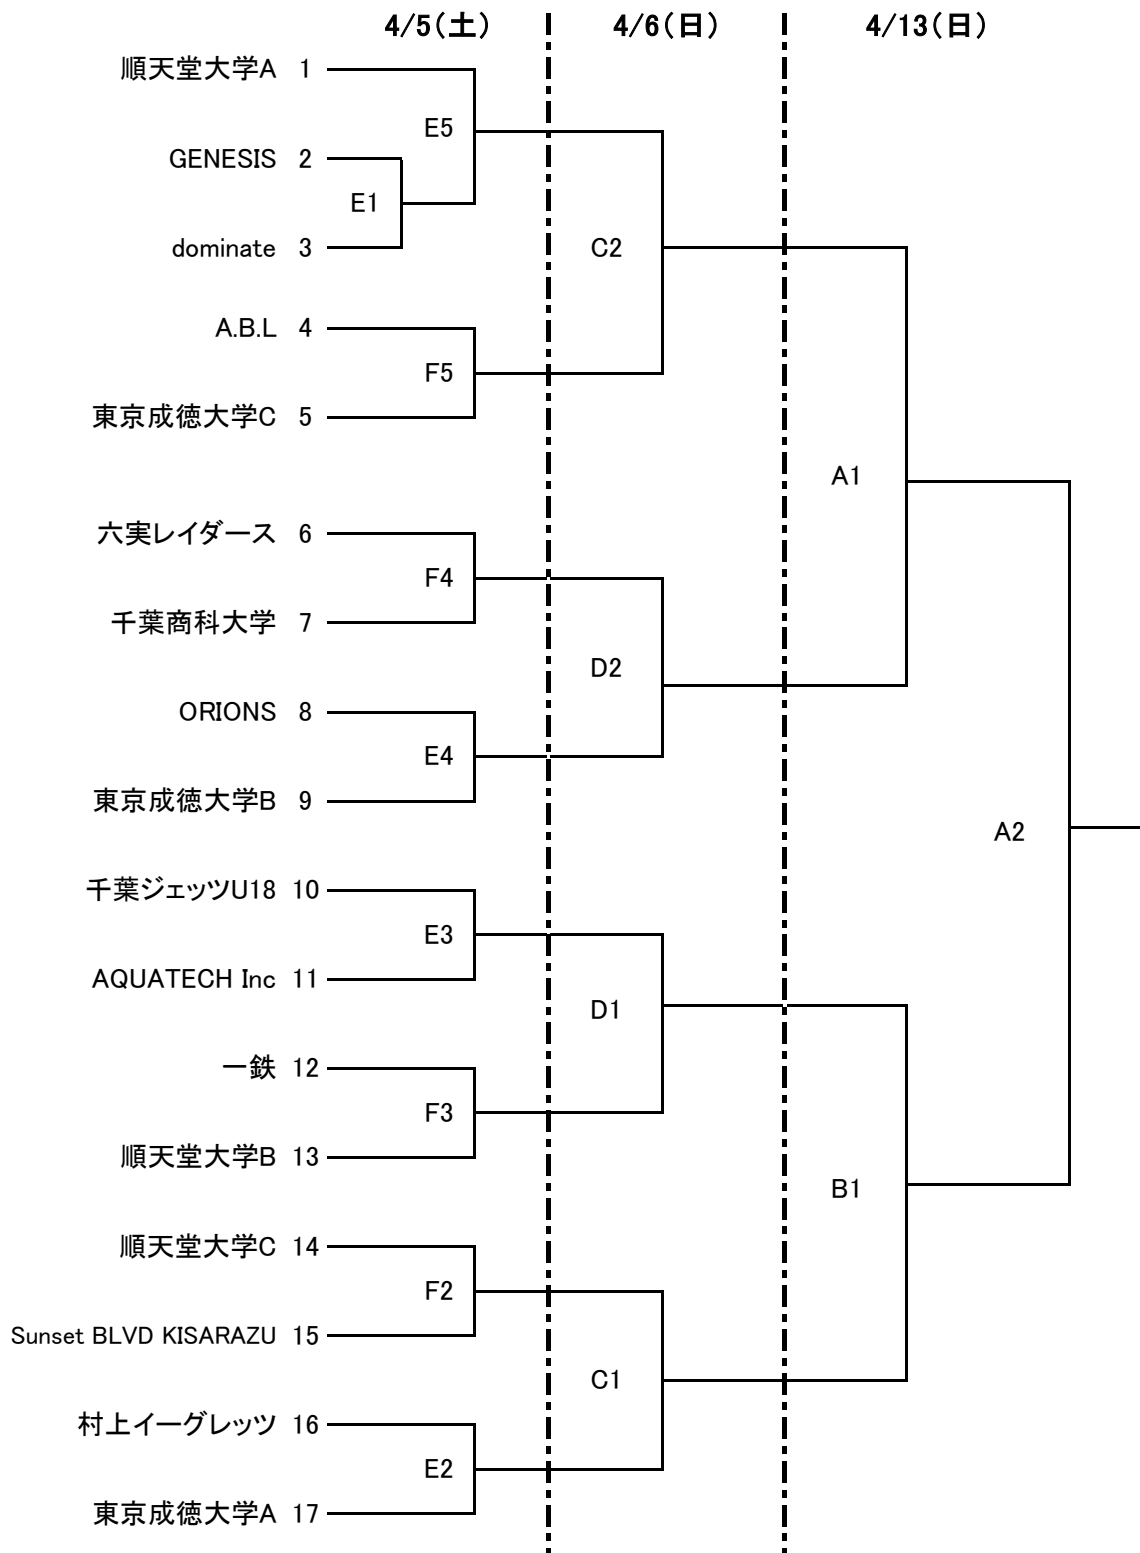 4/5(土) 4/6(日) 4/13(日)
順天堂大学A 1
E5
GENESIS 2
E1
dominate 3
C2
A.B.L 4
F5
東京成徳大学C 5
A1
六実レイダース 6
F4
千葉商科大学 7
D2
ORIONS 8
E4
東京成徳大学B 9
A2
千葉ジェッツU18 10
E3
AQUATECH Inc 11
D1
一鉄 12
F3
順天堂大学B 13
B1
順天堂大学C 14
F2
Sunset BLVD KISARAZU 15
C1
村上イーグレッツ 16
E2
東京成徳大学A 17